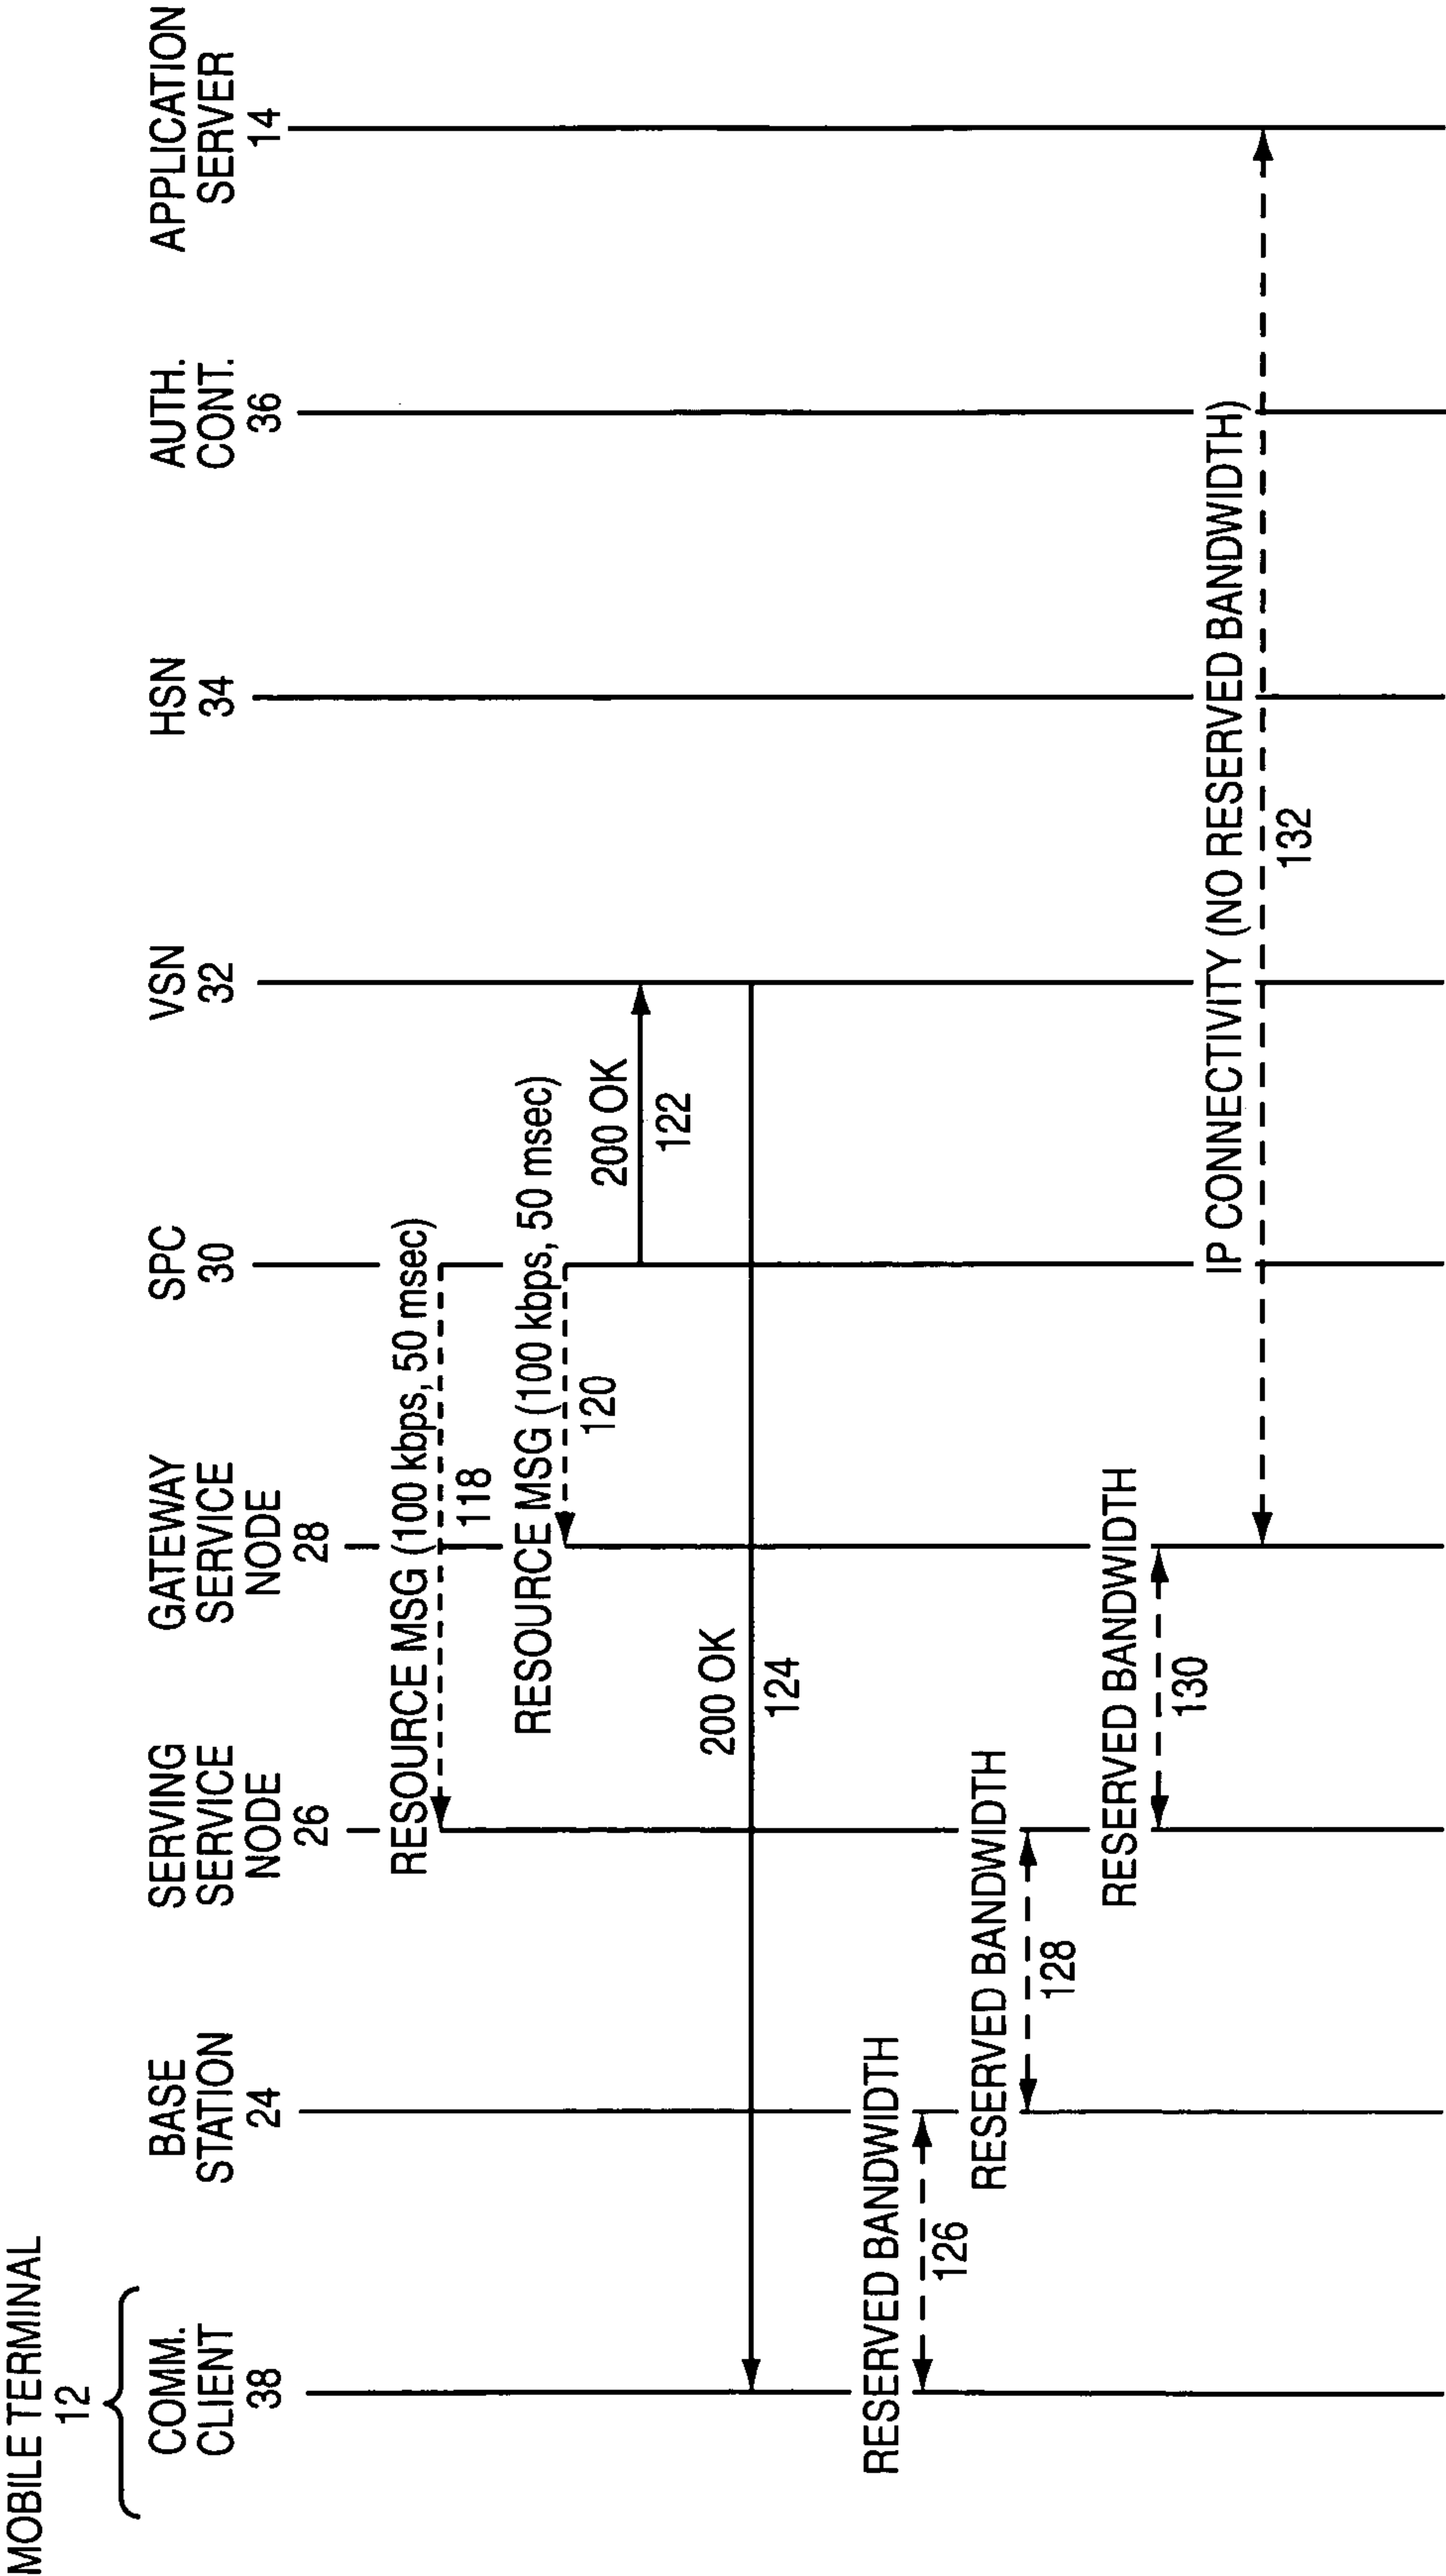 MOBILE TERMINAL
12
COMM.
CLIENT
38
BASE
STATION
24
SERVING
SERVICE
NODE
26
GATEWAY
SERVICE
NODE
28
SPC
30
VSN
32
HSN
34
AUTH.
CONT.
36
APPLICATION
SERVER
14
RESOURCE MSG (100 kbps, 50 msec)
118
RESOURCE MSG (100 kbps, 50 msec)
120
200 OK
122
200 OK
124
RESERVED BANDWIDTH
126
RESERVED BANDWIDTH
128
RESERVED BANDWIDTH
130
IP CONNECTIVITY (NO RESERVED BANDWIDTH)
132